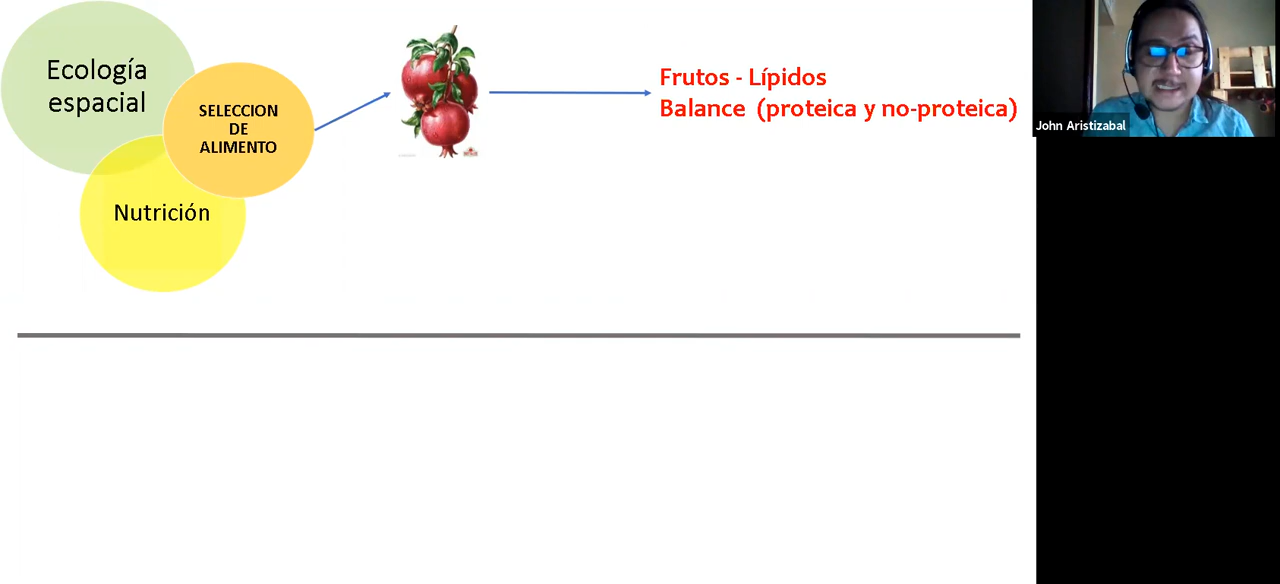 Ecología
espacial
SELECCION
DE
ALIMENTO
Nutrición
Frutos - Lípidos
Balance (proteica y no-proteica)
John Aristizabal